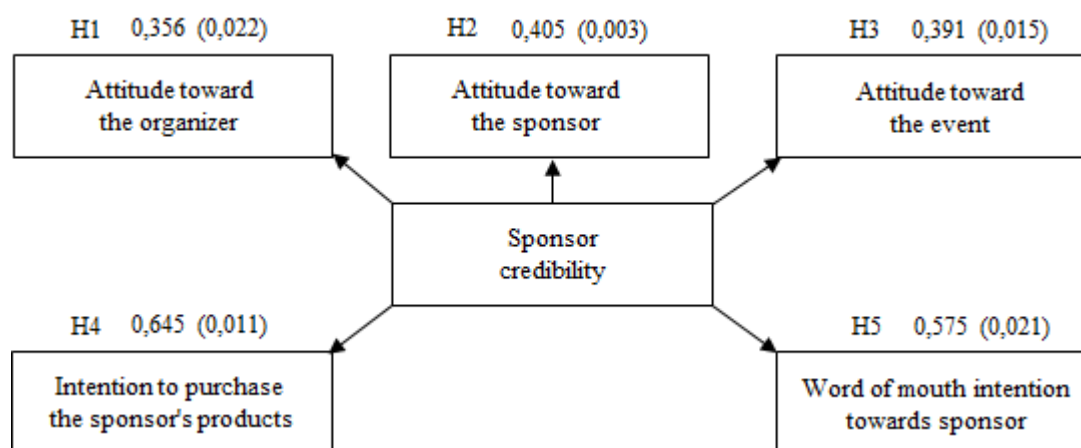 H1 0,356 (0,022)
Attitude toward
the organizer
H2 0,405 (0,003)
Attitude toward
the sponsor
H3 0,391 (0,015)
Attitude toward
the event
Sponsor
credibility
H4 0,645 (0,011)
Intention to purchase
the sponsor's products
H5 0,575 (0,021)
Word of mouth intention
towards sponsor